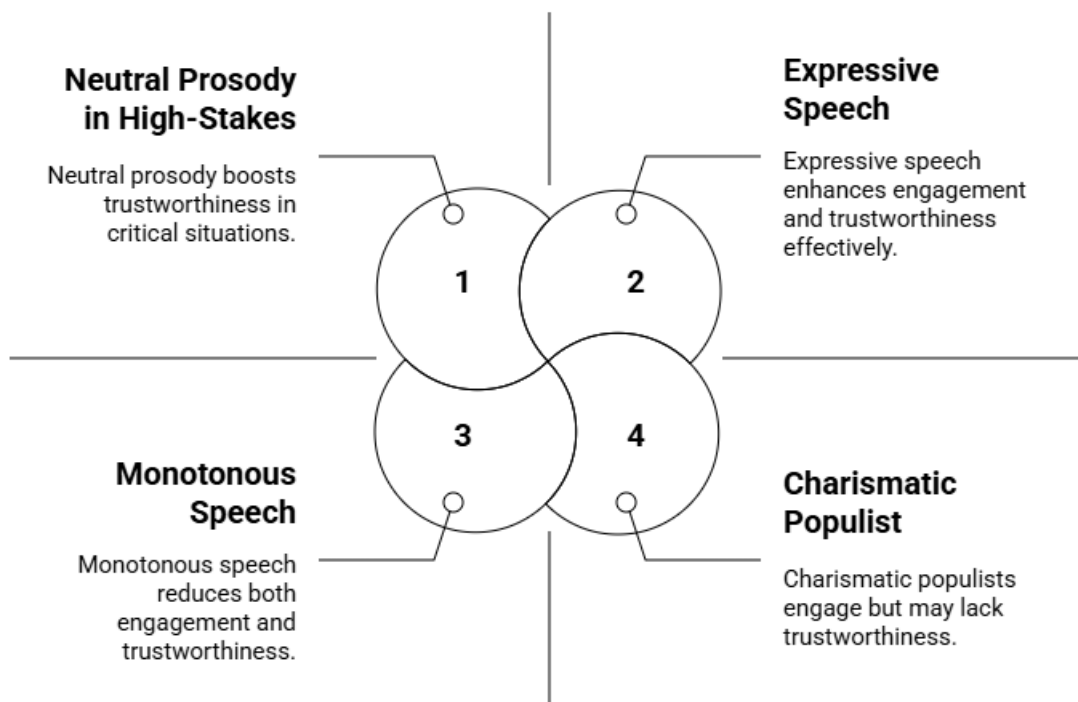 Neutral Prosody
in High-Stakes
Neutral prosody boosts
trustworthiness in
critical situations.
Expressive
Speech
Expressive speech
enhances engagement
and trustworthiness
effectively.
1
2
3
4
Monotonous
Speech
Monotonous speech
reduces both
engagement and
trustworthiness.
Charismatic
Populist
Charismatic populists
engage but may lack
trustworthiness.